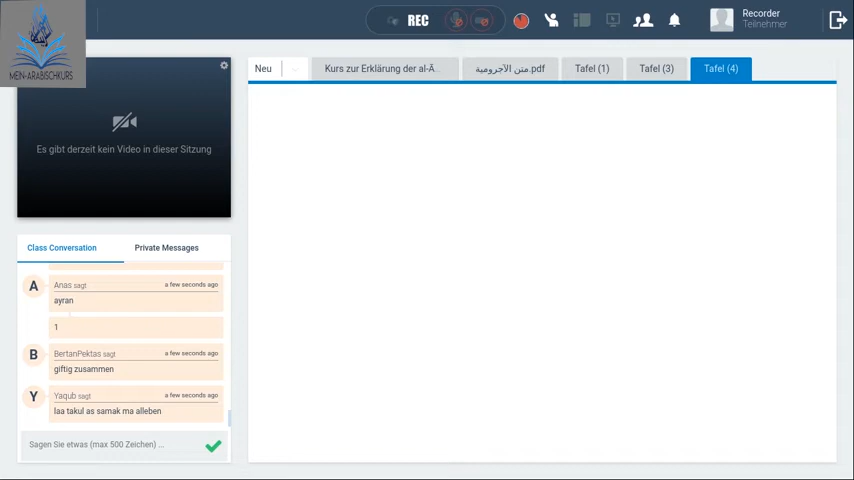 REC
Recorder
Teilnehmer
MEIN-ARABISCHKURS
Neu
Kurs zur Erklärung der al-Ā...
متن الآجرومية.pdf
Tafel (1)
Tafel (3)
Tafel (4)
Es gibt derzeit kein Video in dieser Sitzung
Class Conversation
Private Messages
A
Anas sagt
a few seconds ago
ayran
1
B
BertanPektas sagt
a few seconds ago
giftig zusammen
Y
Yaqub sagt
a few seconds ago
laa takul as samak ma alleben
Sagen Sie etwas (max 500 Zeichen) ...